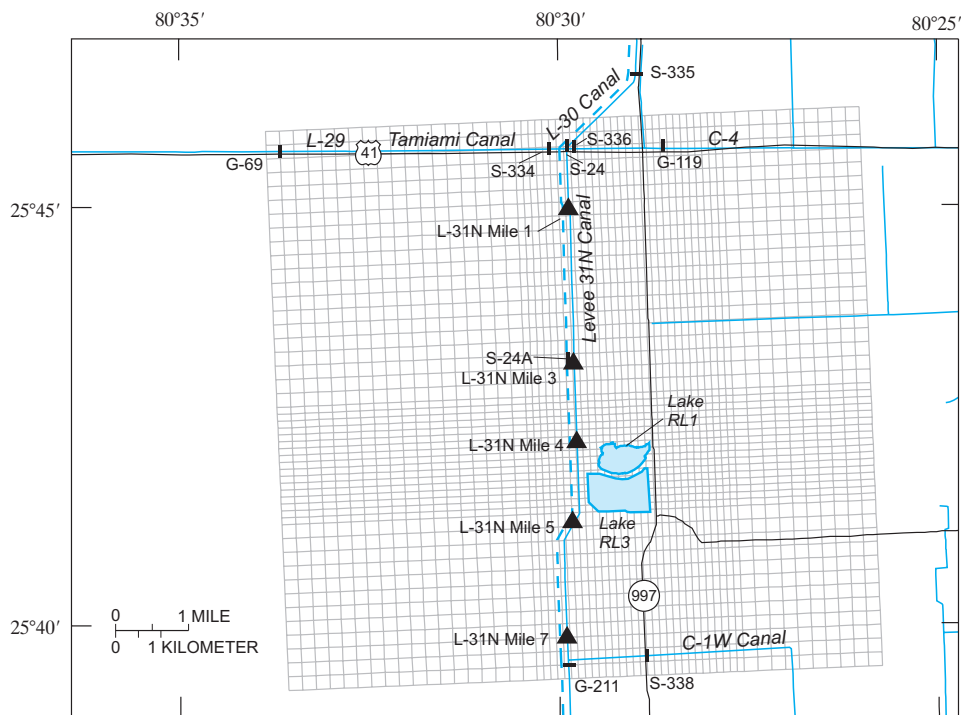 80°35′
80°30′
80°25′
S-335
L-30 Canal
L-29
Tamiami Canal
S-336
C-4
41
G-69
S-334
S-24
G-119
25°45′
L-31N Mile 1
Levee 31N Canal
S-24A
L-31N Mile 3
Lake
RL1
L-31N Mile 4
L-31N Mile 5
Lake
RL3
997
0 1 MILE
25°40′
0 1 KILOMETER
L-31N Mile 7
C-1W Canal
G-211
S-338